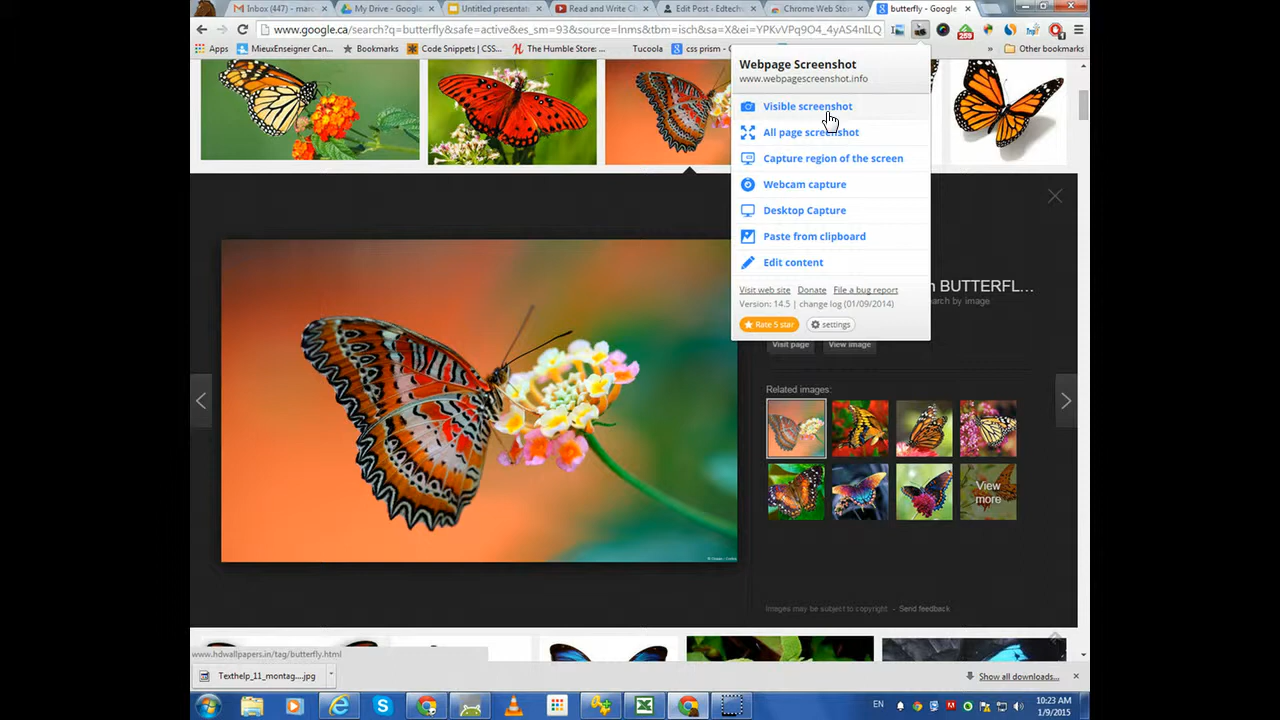 Inbox (447) - marc
My Drive - Google
Untitled presentat
Read and Write C
Edit Post - Edtech
Chrome Web Store
butterfly - Google
www.google.ca/search?q=butterfly&safe=active&es_sm=93&source=lnms&tbm=isch&sa=X&ei=YPKvVPq9O4_4yAS4nILQ
Apps
MieuxEnseigner Can...
Bookmarks
Code Snippets | CSS...
The Humble Store: ...
Tucoola
css prism -
»
Other bookmarks
Webpage Screenshot
www.webpagescreenshot.info
Visible screenshot
All page screenshot
Capture region of the screen
Webcam capture
Desktop Capture
Paste from clipboard
Edit content
Visit web site Donate File a bug report
Version: 14.5 | change log (01/09/2014)
Rate 5 star settings
BUTTERFL...
search by image
Visit page View image
Related images:
View more
Images may be subject to copyright. - Send feedback
www.hdwallpapers.in/tag/butterfly.html
Texthelp_11_montag....jpg
Show all downloads...
EN
10:23 AM
1/9/2015